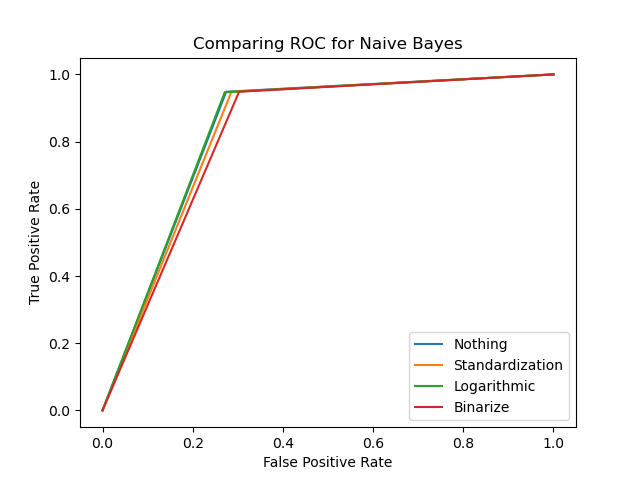 Comparing ROC for Naive Bayes
True Positive Rate
1.0
0.8
0.6
0.4
0.2
0.0
Nothing
Standardization
Logarithmic
Binarize
0.0 0.2 0.4 0.6 0.8 1.0
False Positive Rate